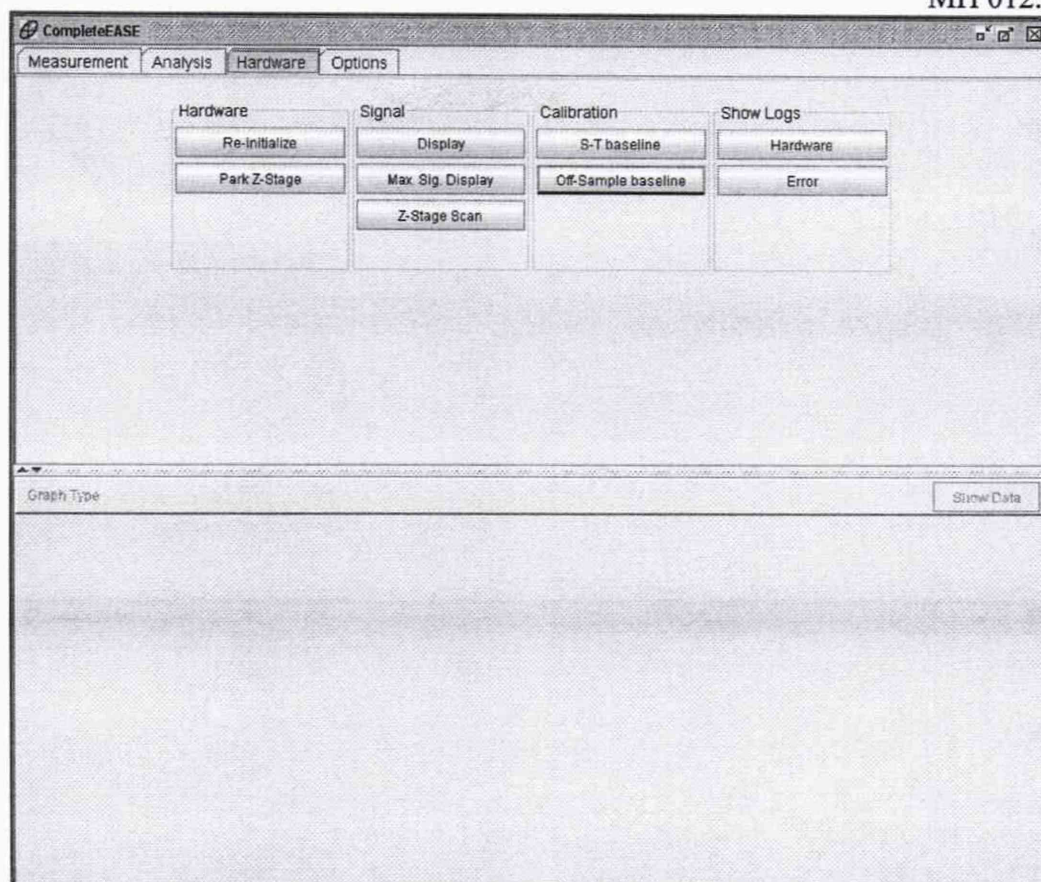 CompleteEASE
Measurement Analysis Hardware Options
Hardware Signal Calibration Show Logs
Re-Initialize Display S-T baseline Hardware
Park Z-Stage Max. Sig. Display Off-Sample baseline Error
Z-Stage Scan
Graph Type Show Data